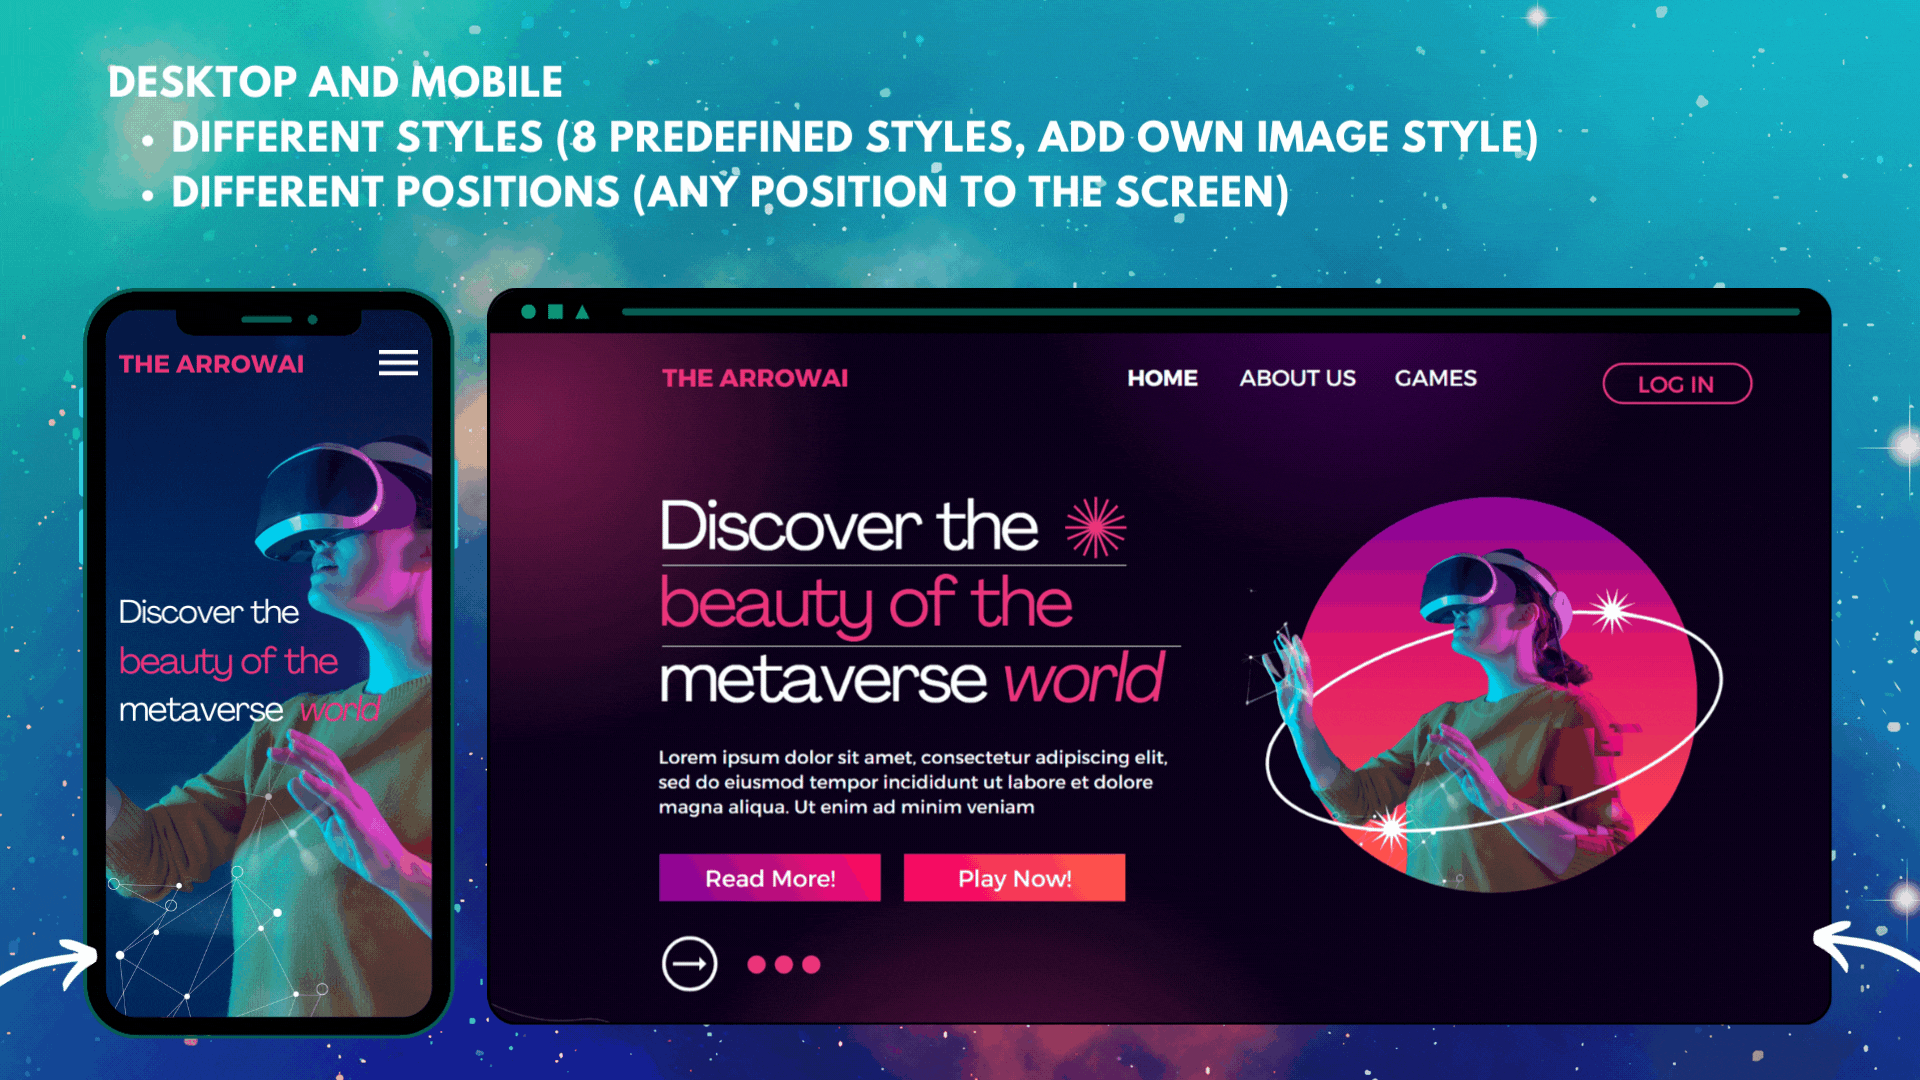 DESKTOP AND MOBILE
• DIFFERENT STYLES (8 PREDEFINED STYLES, ADD OWN IMAGE STYLE)
• DIFFERENT POSITIONS (ANY POSITION TO THE SCREEN)
THE ARROWAI
Discover the
beauty of the
metaverse world
THE ARROWAI
HOME ABOUT US GAMES LOG IN
Discover the
beauty of the
metaverse world
Lorem ipsum dolor sit amet, consectetur adipiscing elit,
sed do eiusmod tempor incididunt ut labore et dolore
magna aliqua. Ut enim ad minim veniam
Read More! Play Now!